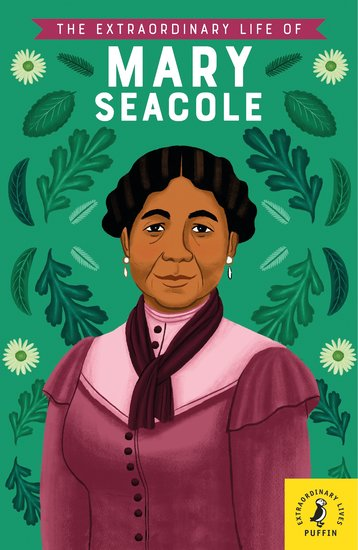 THE EXTRAORDINARY LIFE OF
MARY
SEACOLE
EXTRAORDINARY LIVES
PUFFIN